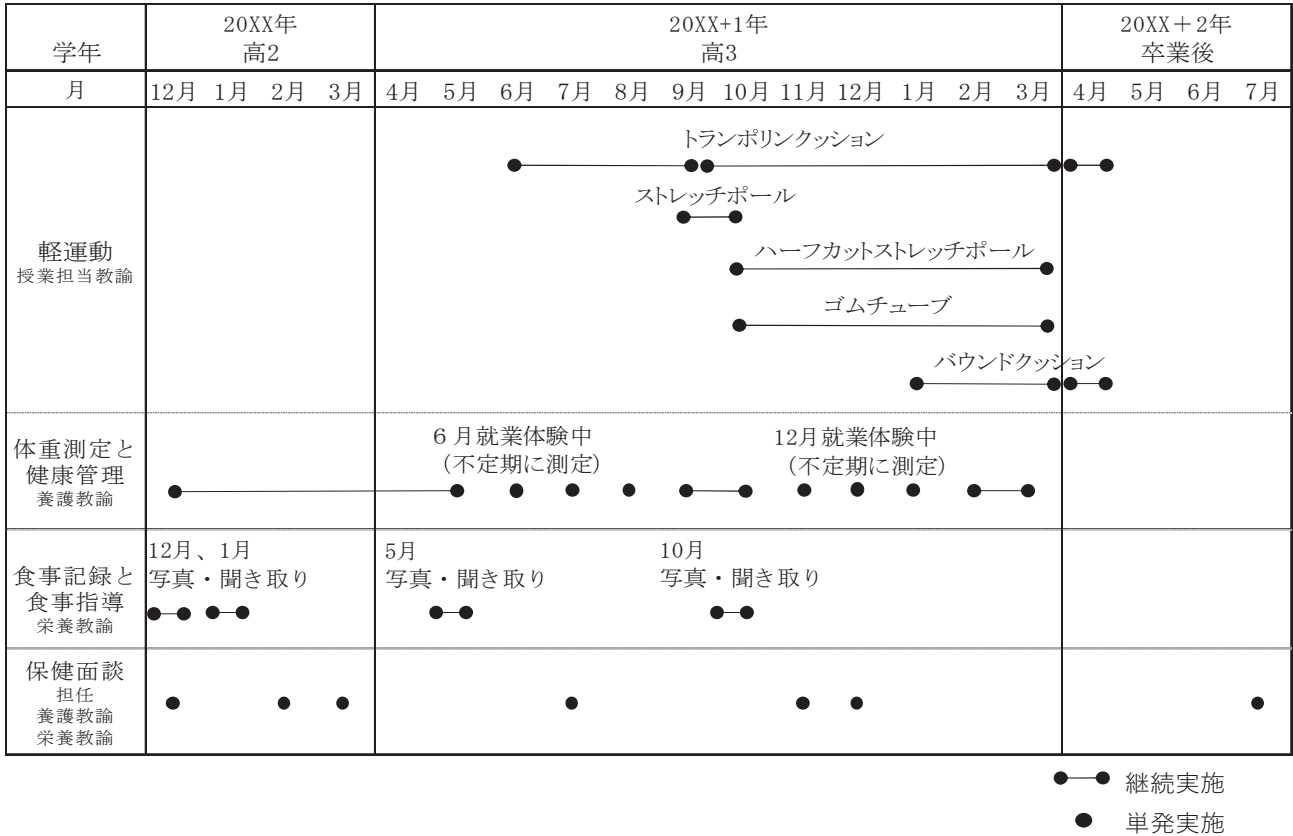 学年
20XX年
高2
20XX+1年
高3
20XX＋2年
卒業後
月
12月 1月 2月 3月 4月 5月 6月 7月 8月 9月 10月 11月 12月 1月 2月 3月 4月 5月 6月 7月
軽運動
授業担当教諭
トランポリンクッション
ストレッチポール
ハーフカットストレッチポール
ゴムチューブ
バウンドクッション
体重測定と
健康管理
養護教諭
６月就業体験中
（不定期に測定）
12月就業体験中
（不定期に測定）
食事記録と
食事指導
栄養教諭
12月、1月
写真・聞き取り
5月
写真・聞き取り
10月
写真・聞き取り
保健面談
担任
養護教諭
栄養教諭
継続実施
単発実施